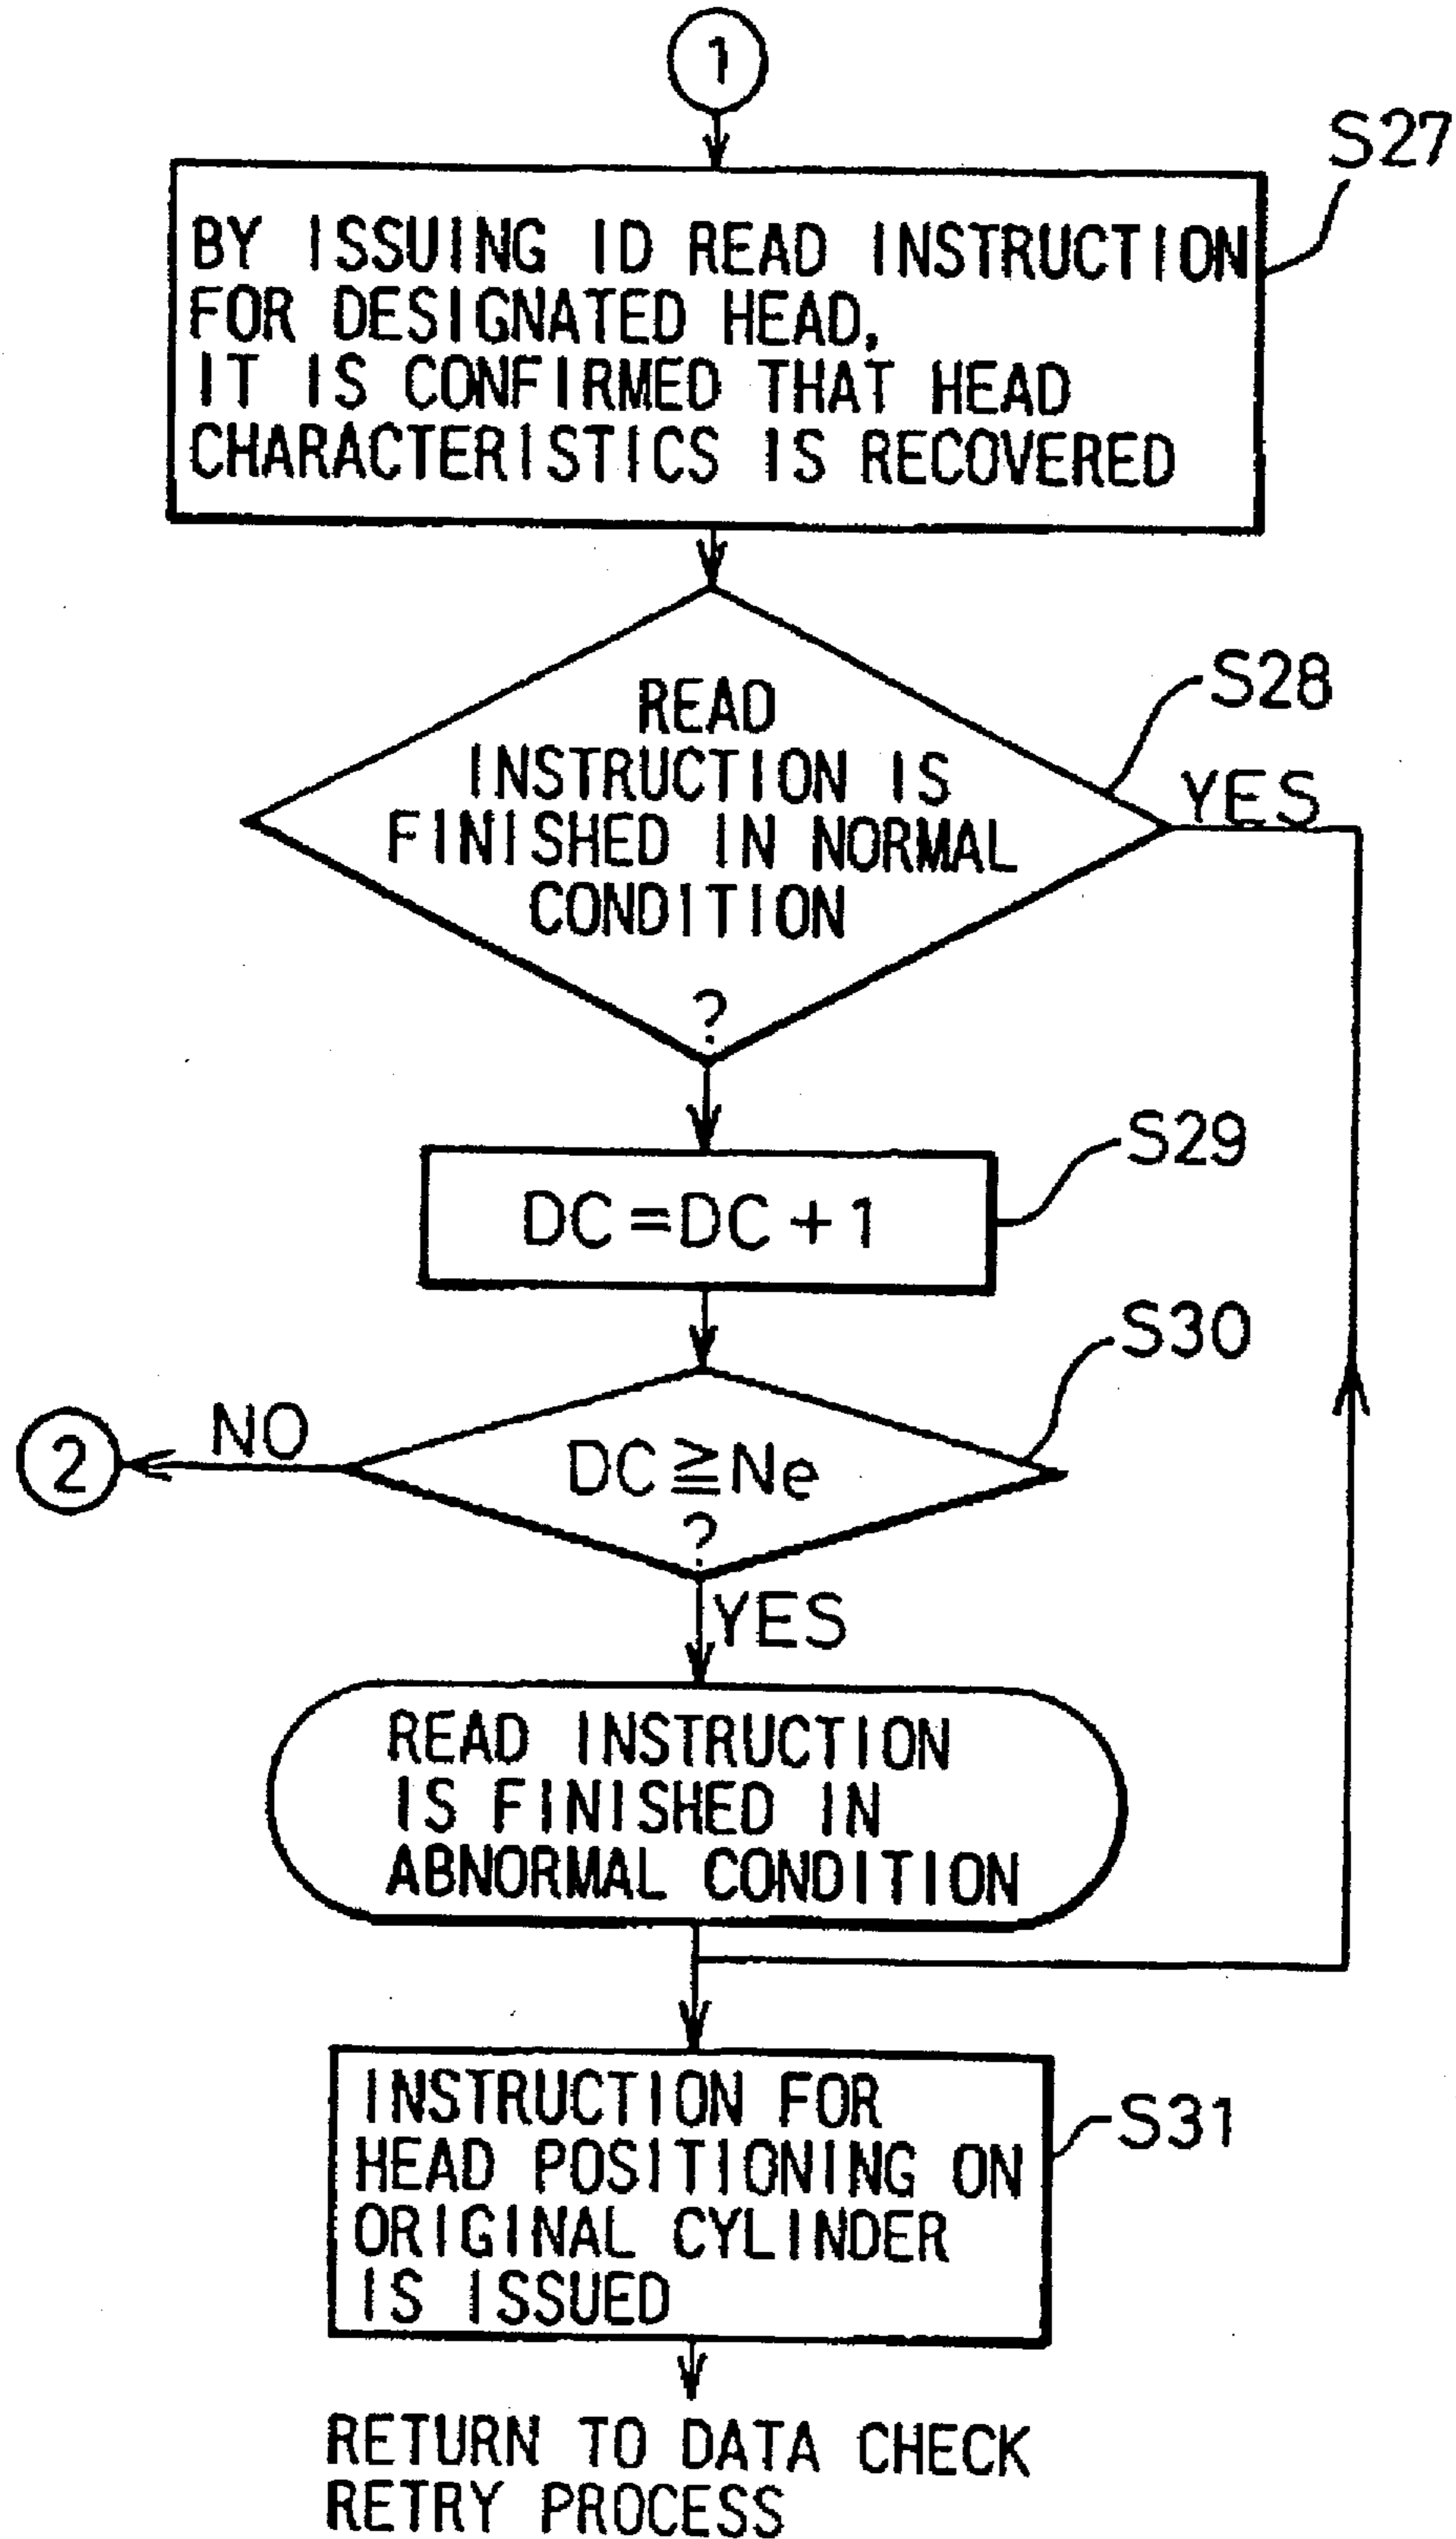 1
S27
BY ISSUING ID READ INSTRUCTION
FOR DESIGNATED HEAD,
IT IS CONFIRMED THAT HEAD
CHARACTERISTICS IS RECOVERED
S28
READ
INSTRUCTION IS
FINISHED IN NORMAL
CONDITION
?
YES
S29
DC=DC+1
S30
DC≧Ne
?
NO
2
YES
READ INSTRUCTION
IS FINISHED IN
ABNORMAL CONDITION
S31
INSTRUCTION FOR
HEAD POSITIONING ON
ORIGINAL CYLINDER
IS ISSUED
RETURN TO DATA CHECK
RETRY PROCESS